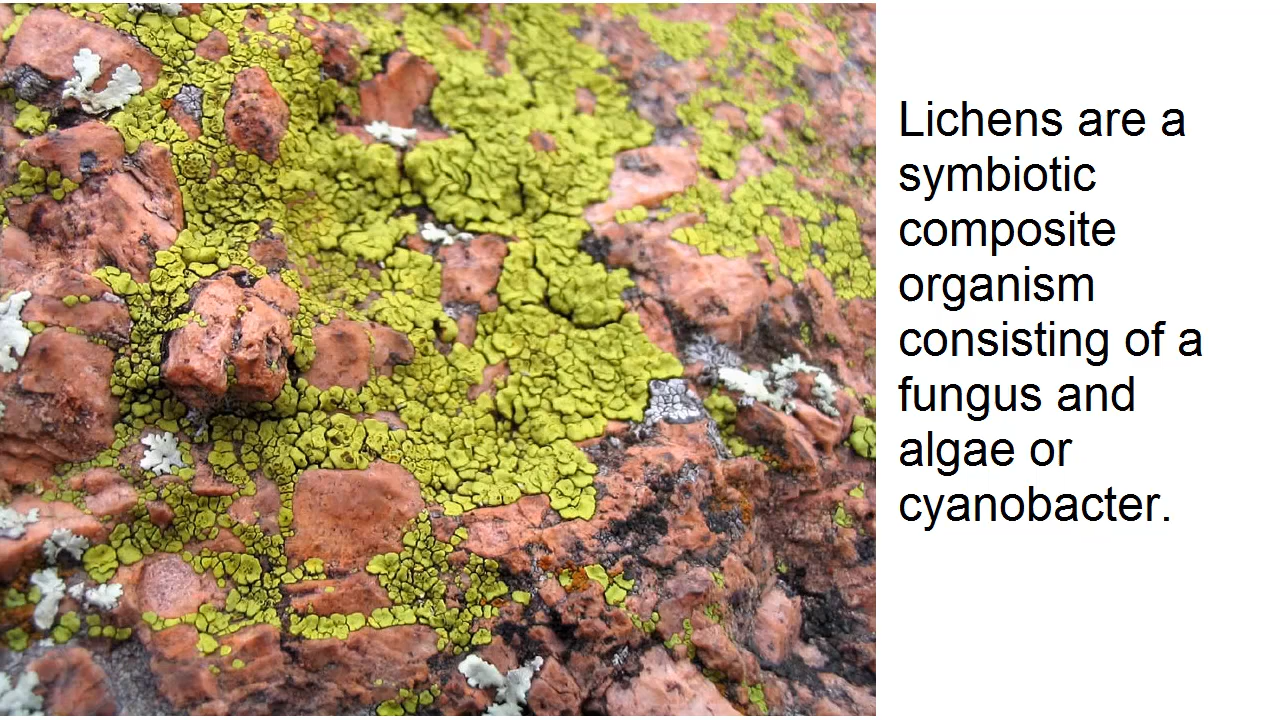 Lichens are a
symbiotic
composite
organism
consisting of a
fungus and
algae or
cyanobacter.